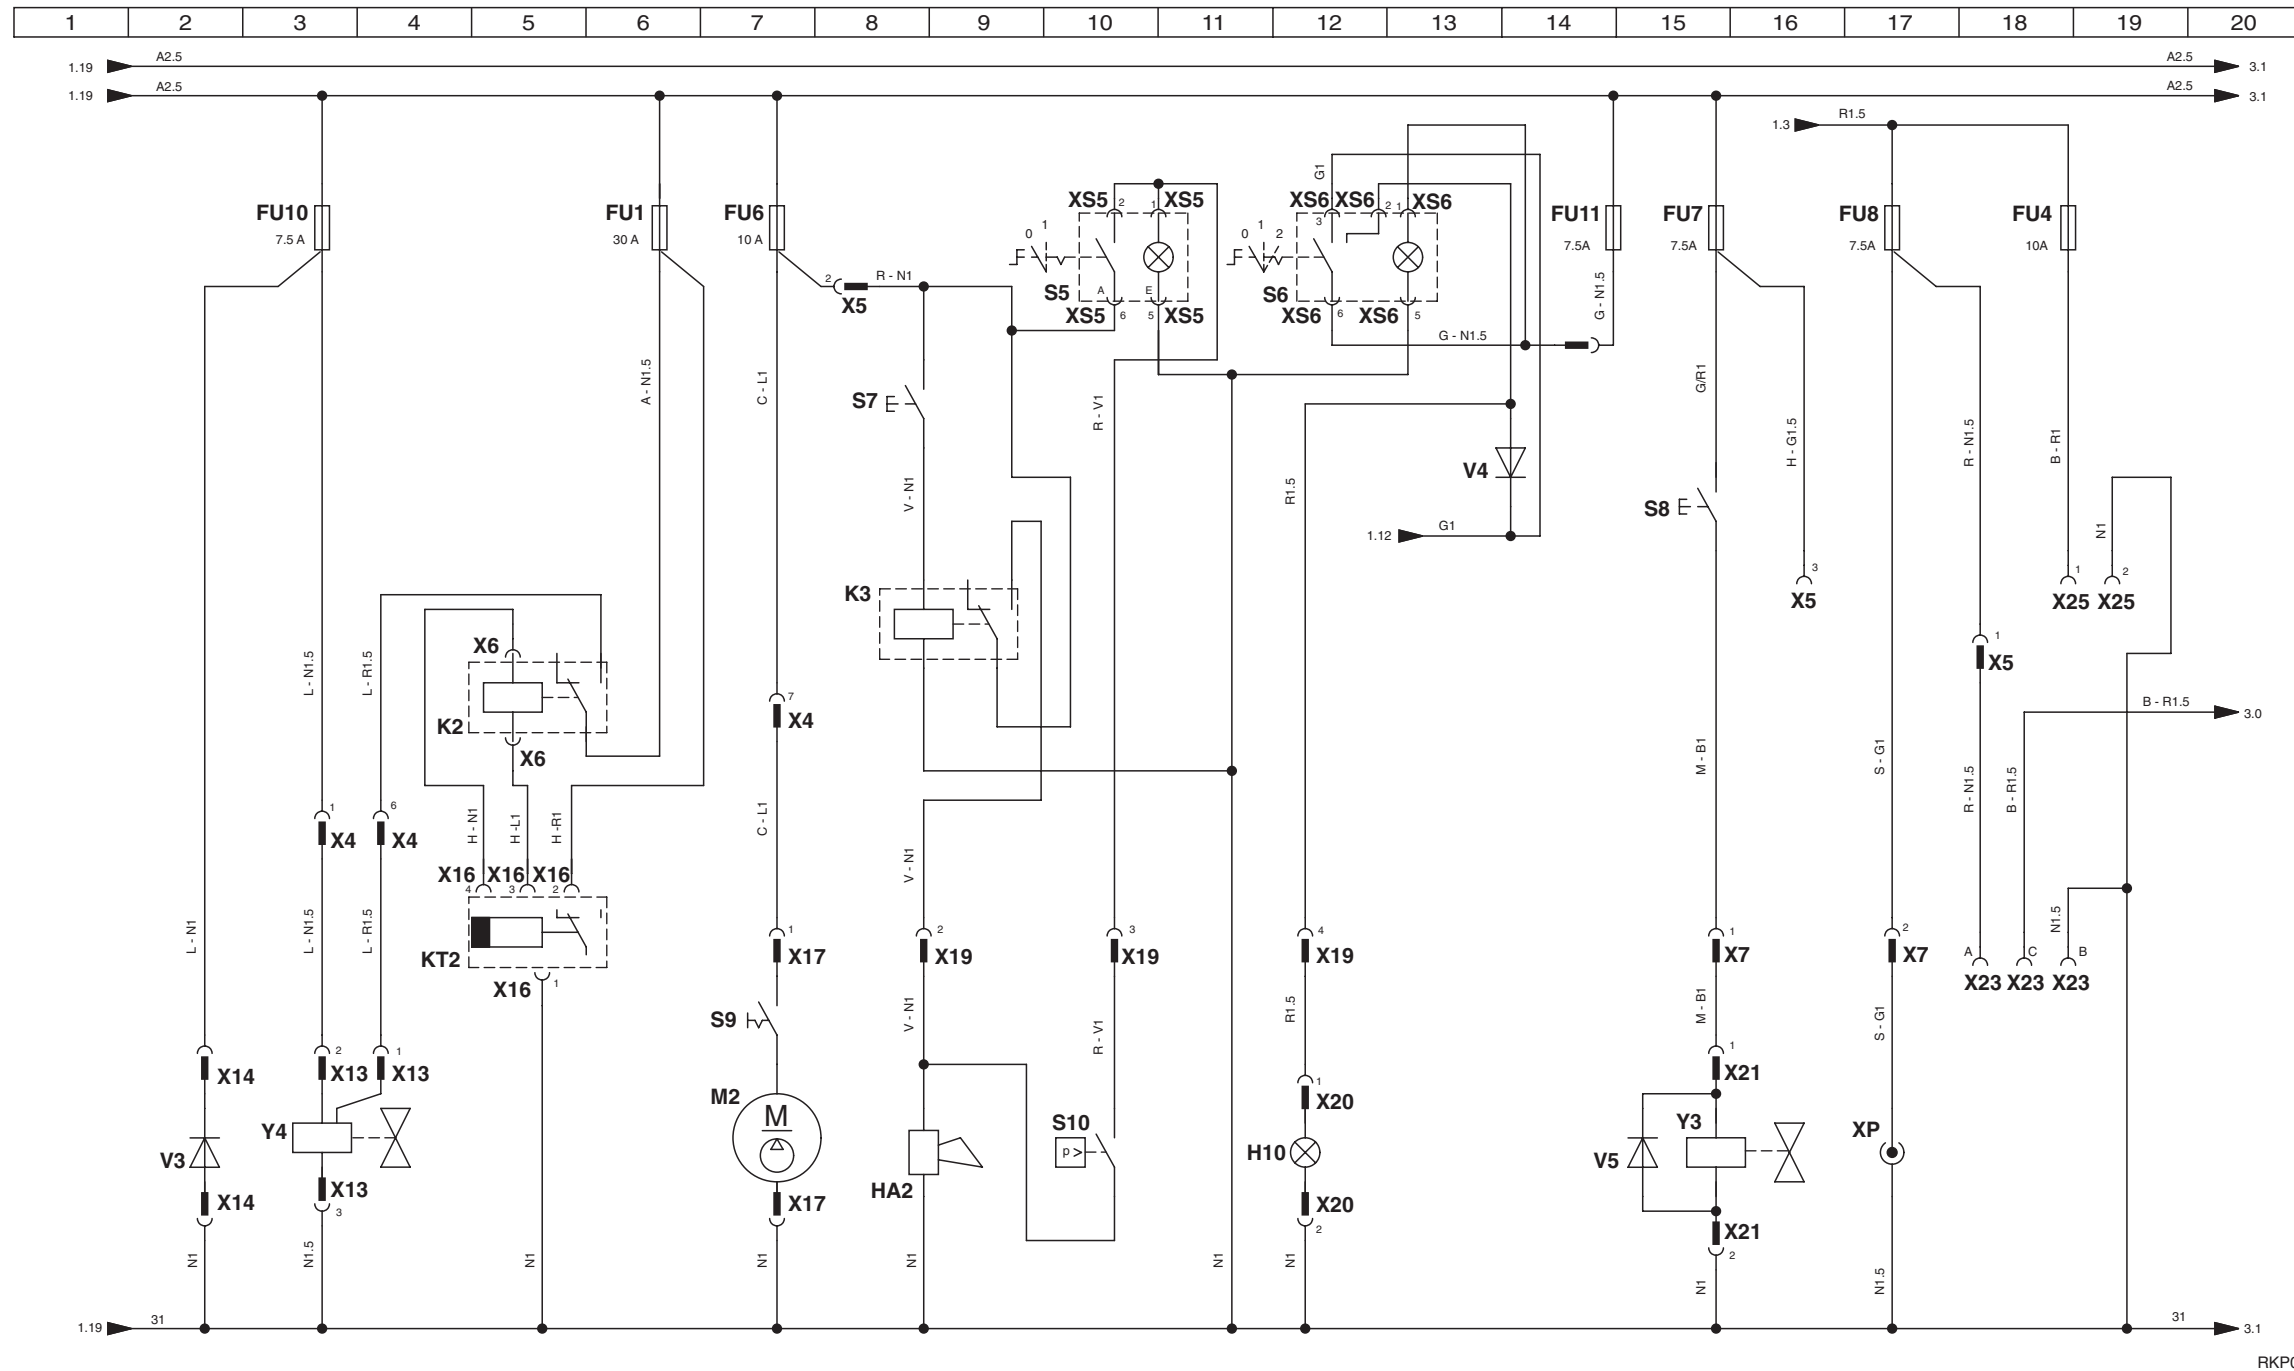 1 2 3 4 5 6 7 8 9 10 11 12 13 14 15 16 17 18 19 20
1.19 A2.5 A2.5 3.1
1.19 A2.5 A2.5 3.1
1.3 R1.5
G1
XS5 2 1 XS5 XS6 XS6 XS6
3 2 1
FU10 FU1 FU6 FU11 FU7 FU8 FU4
7.5 A 30 A 10 A 7.5A 7.5A 7.5A 10A
0 1 0 1 2
2 R - N1 S5 A E S6
X5 XS5 6 5 XS5 XS6 6 XS6 5
G - N1.5
G - N1.5
A - N1.5 C - L1 G/R1
S7 R - V1
H - G1.5 R - N1.5 B - R1
V4
V - N1 R1.5 S8
1.12 G1 N1
3 1 2
K3 X5 X25 X25
X6 1
L - N1.5 L - R1.5 X5
K2 7 X4 B - R1.5 3.0
X6 M - B1 S - G1
R - N1.5 B - R1.5
1 6
X4 X4 H - N1 H -L1 H -R1 C - L1
X16 X16 X16 V - N1
4 3 2
L - N1 L - N1.5 L - R1.5 N1.5
1 2 3 4 1 2 A C B
KT2 X17 X19 X19 X19 X7 X7
X16 1 X23 X23 X23
S9 V - N1 R - V1 R1.5 M - B1 S - G1
2 1 1
X14 X13 X13 X21
M2 1 X20
M
Y4 S10 Y3 XP
V3 p > H10 V5
X14 X13 HA2 X17 X20
3 2
X21
2
N1 N1.5 N1 N1 N1 N1 N1 N1 N1.5
1.19 31 31 3.1